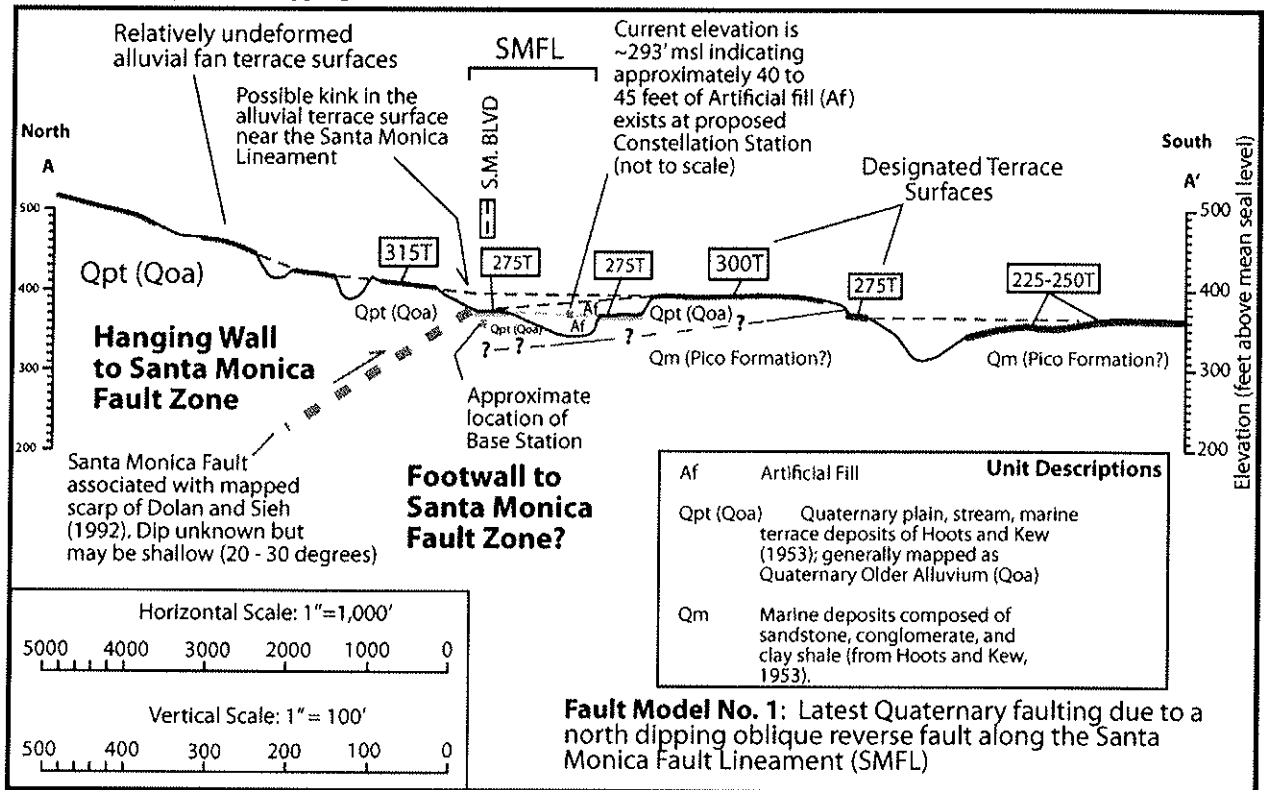 Relatively undeformed
alluvial fan terrace surfaces
SMFL
Current elevation is
~293' msl indicating
approximately 40 to
45 feet of Artificial fill (Af)
exists at proposed
Constellation Station
(not to scale)
Possible kink in the
alluvial terrace surface
near the Santa Monica
Lineament
S.M. BLVD
North
A
South
A'
Designated Terrace
Surfaces
500
400
300
200
500
400
300
200
Elevation (feet above mean seal level)
Qpt (Qoa)
315T
275T
275T
300T
275T
225-250T
Qpt (Qoa)
Qpt (Qoa)
Af
Af
Qpt (Qoa)
? ? ? ?
Qm (Pico Formation?)
Qm (Pico Formation?)
Hanging Wall
to Santa Monica
Fault Zone
Approximate
location of
Base Station
Santa Monica Fault
associated with mapped
scarp of Dolan and Sieh
(1992). Dip unknown but
may be shallow (20 - 30 degrees)
Footwall to
Santa Monica
Fault Zone?
Unit Descriptions
Af Artificial Fill
Qpt (Qoa) Quaternary plain, stream, marine
terrace deposits of Hoots and Kew
(1953); generally mapped as
Quaternary Older Alluvium (Qoa)
Qm Marine deposits composed of
sandstone, conglomerate, and
clay shale (from Hoots and Kew,
1953).
Horizontal Scale: 1"=1,000'
5000 4000 3000 2000 1000 0
Vertical Scale: 1" = 100'
500 400 300 200 100 0
Fault Model No. 1: Latest Quaternary faulting due to a
north dipping oblique reverse fault along the Santa
Monica Fault Lineament (SMFL)